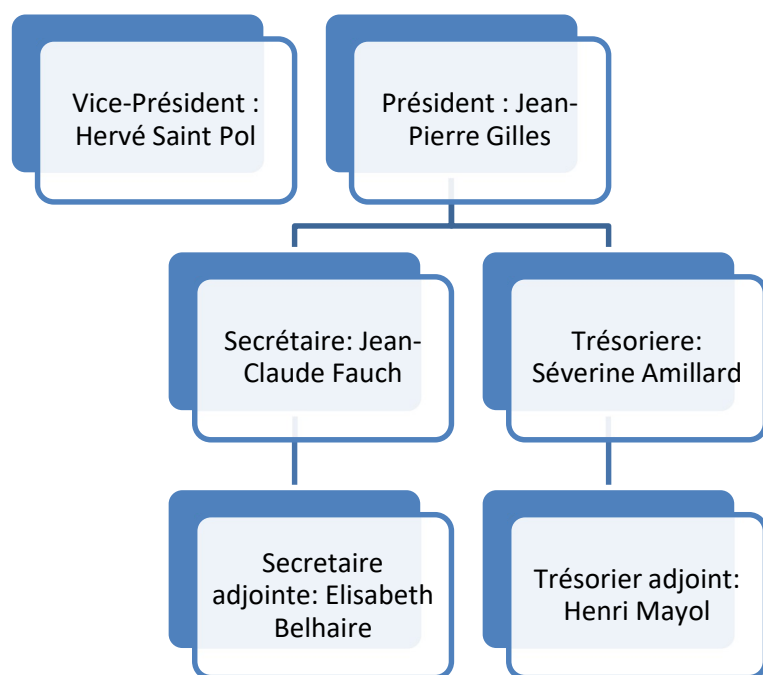 Vice-Président :
Hervé Saint Pol
Président : Jean-
Pierre Gilles
Secrétaire: Jean-
Claude Fauch
Trésoriere:
Séverine Amillard
Secretaire
adjointe: Elisabeth
Belhaire
Trésorier adjoint:
Henri Mayol